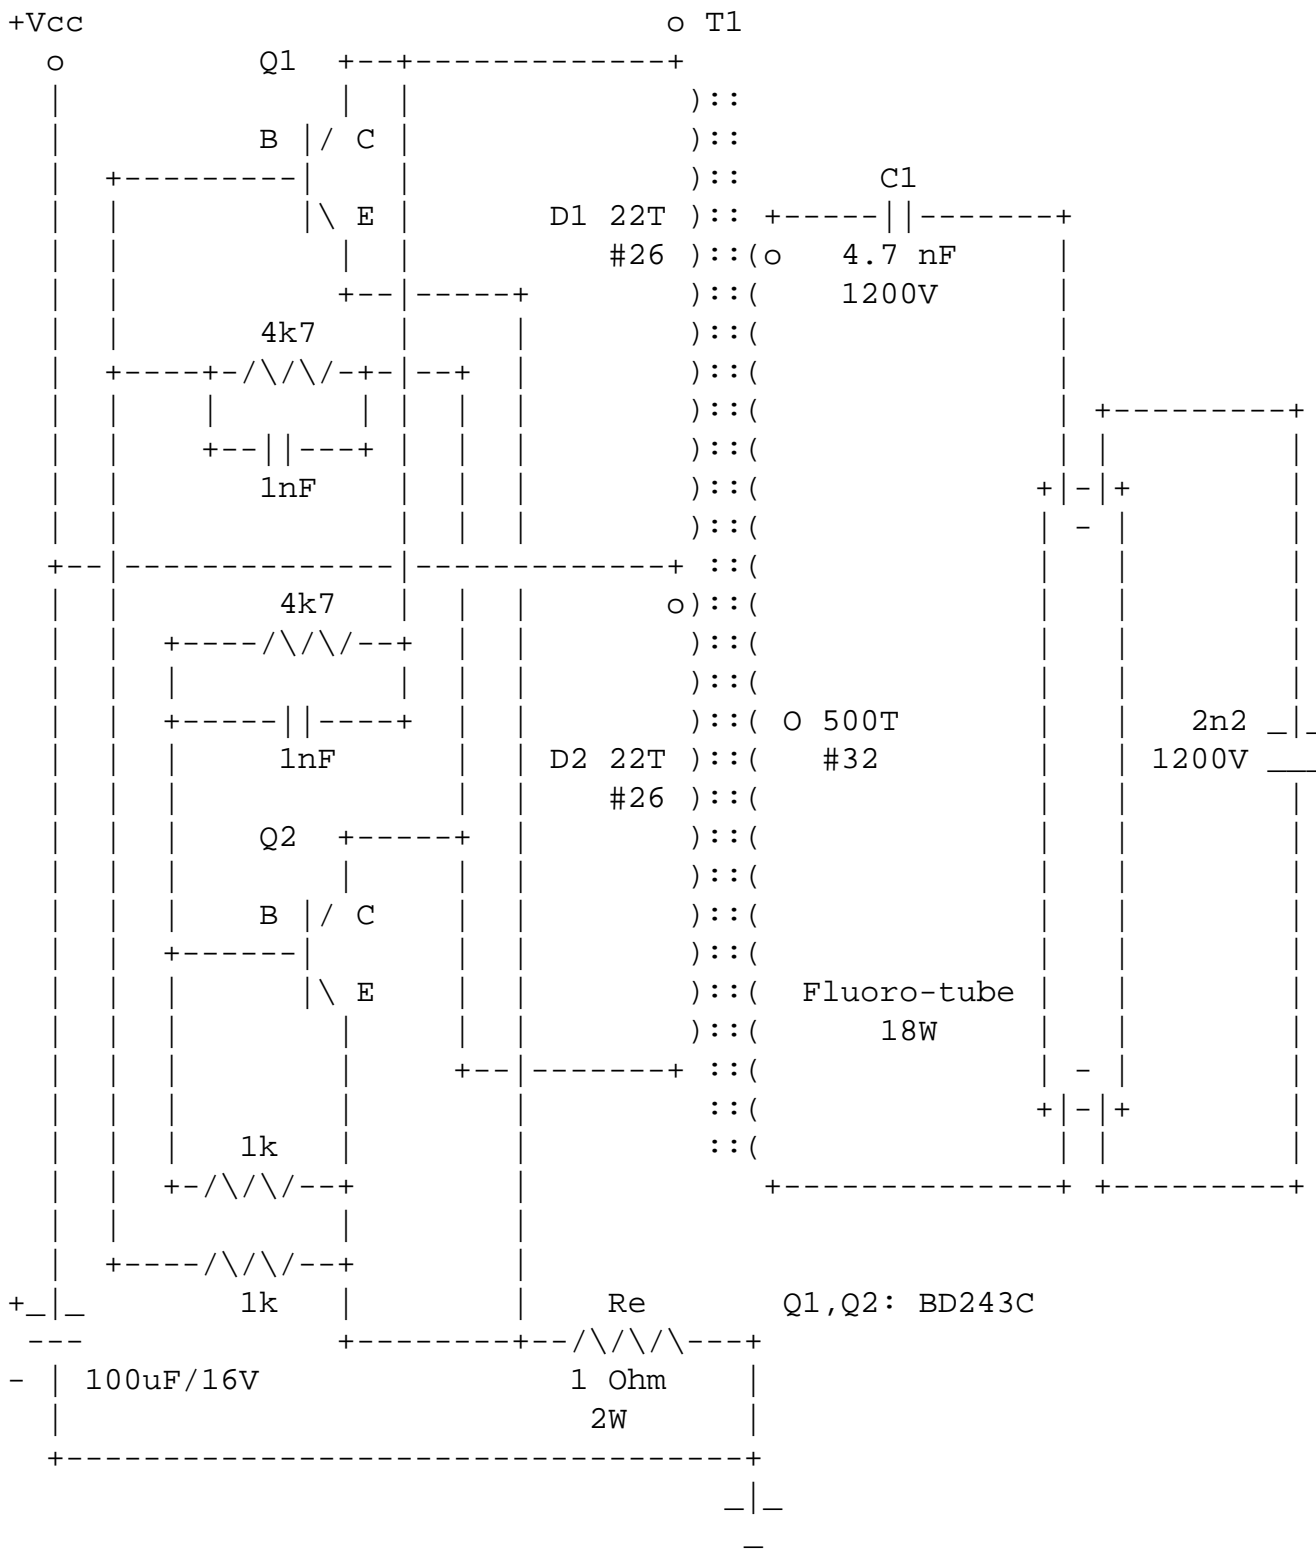 +Vcc o T1
o Q1
B C
C1
E D1 22T
#26 o 4.7 nF
1200V
4k7
1nF
4k7 o
O 500T 2n2
1nF D2 22T #32 1200V
#26
Q2
B C
E Fluoro-tube
18W
1k
+ 1k Re Q1,Q2: BD243C
- 100uF/16V 1 Ohm
2W